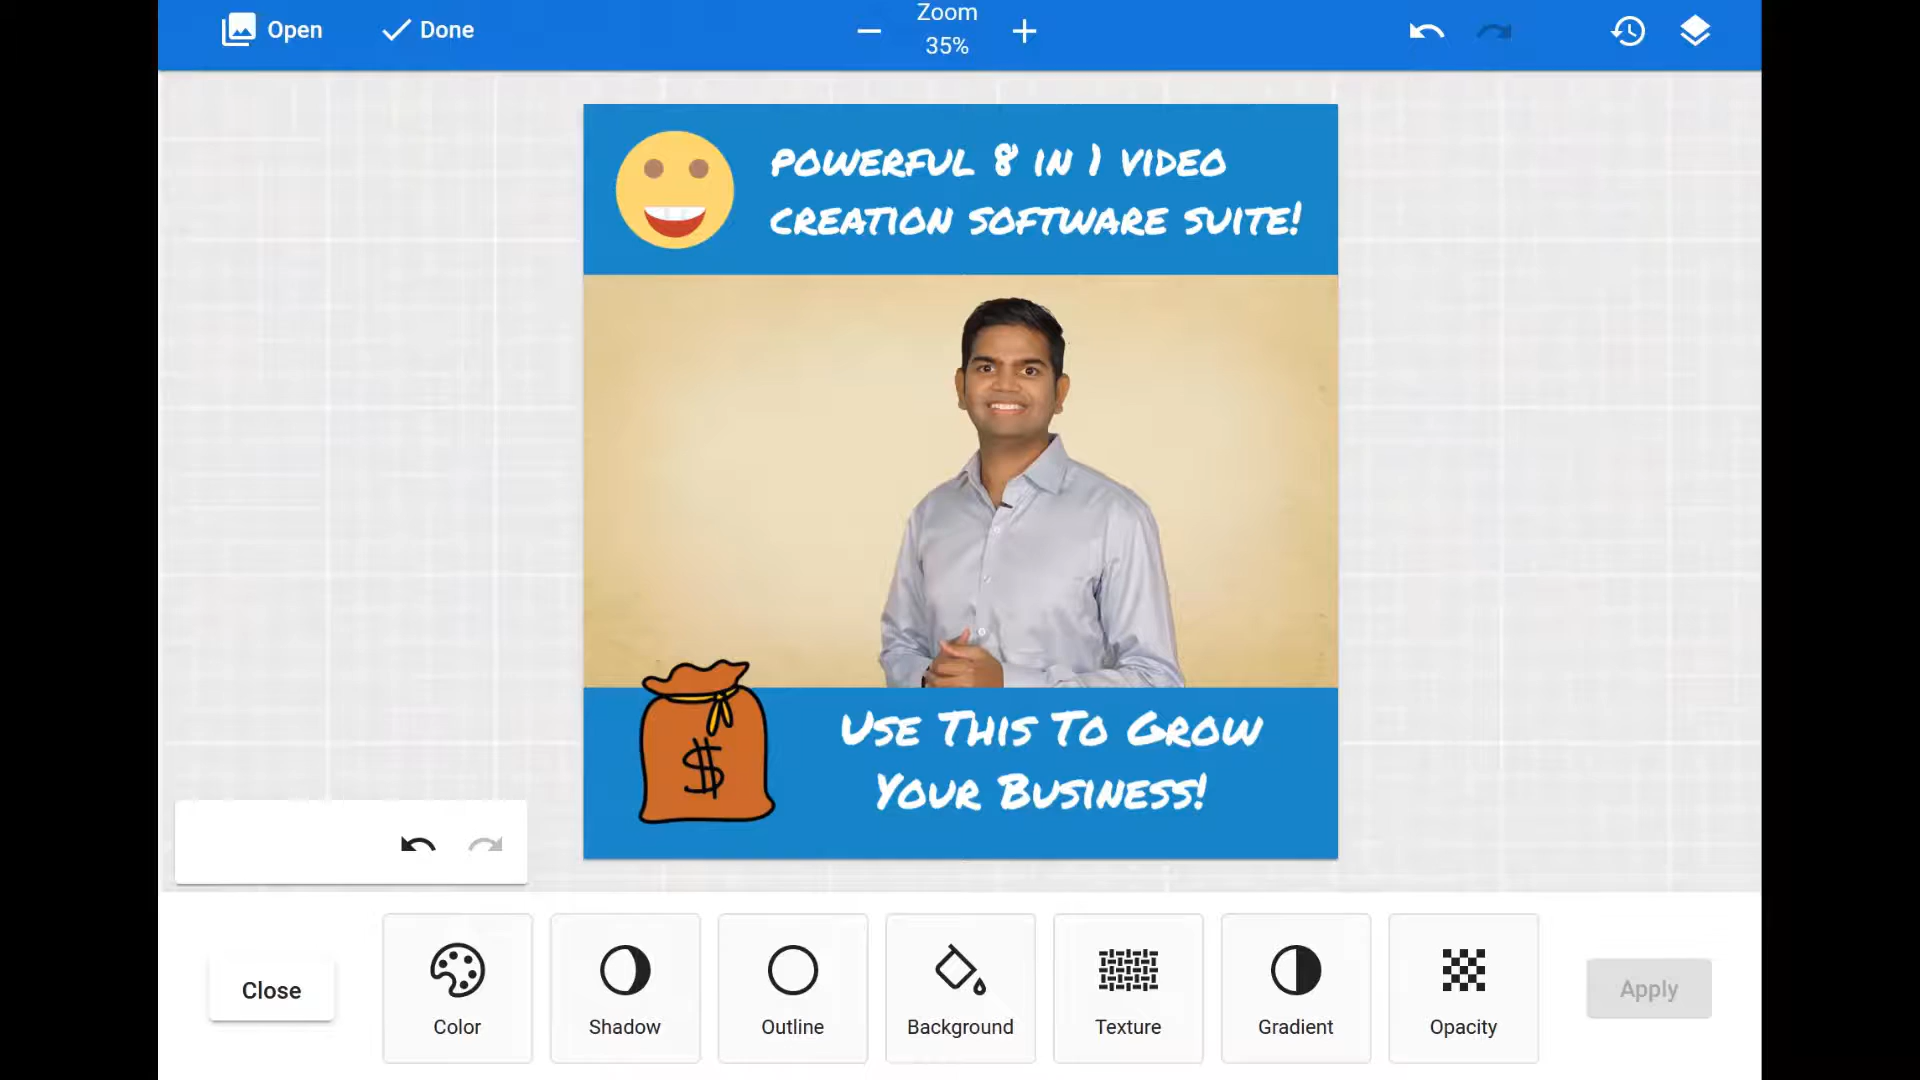 Open
Done
Zoom
35%
POWERFUL 8 IN 1 VIDEO
CREATION SOFTWARE SUITE!
$
USE THIS TO GROW
YOUR BUSINESS!
Close
Color
Shadow
Outline
Background
Texture
Gradient
Opacity
Apply